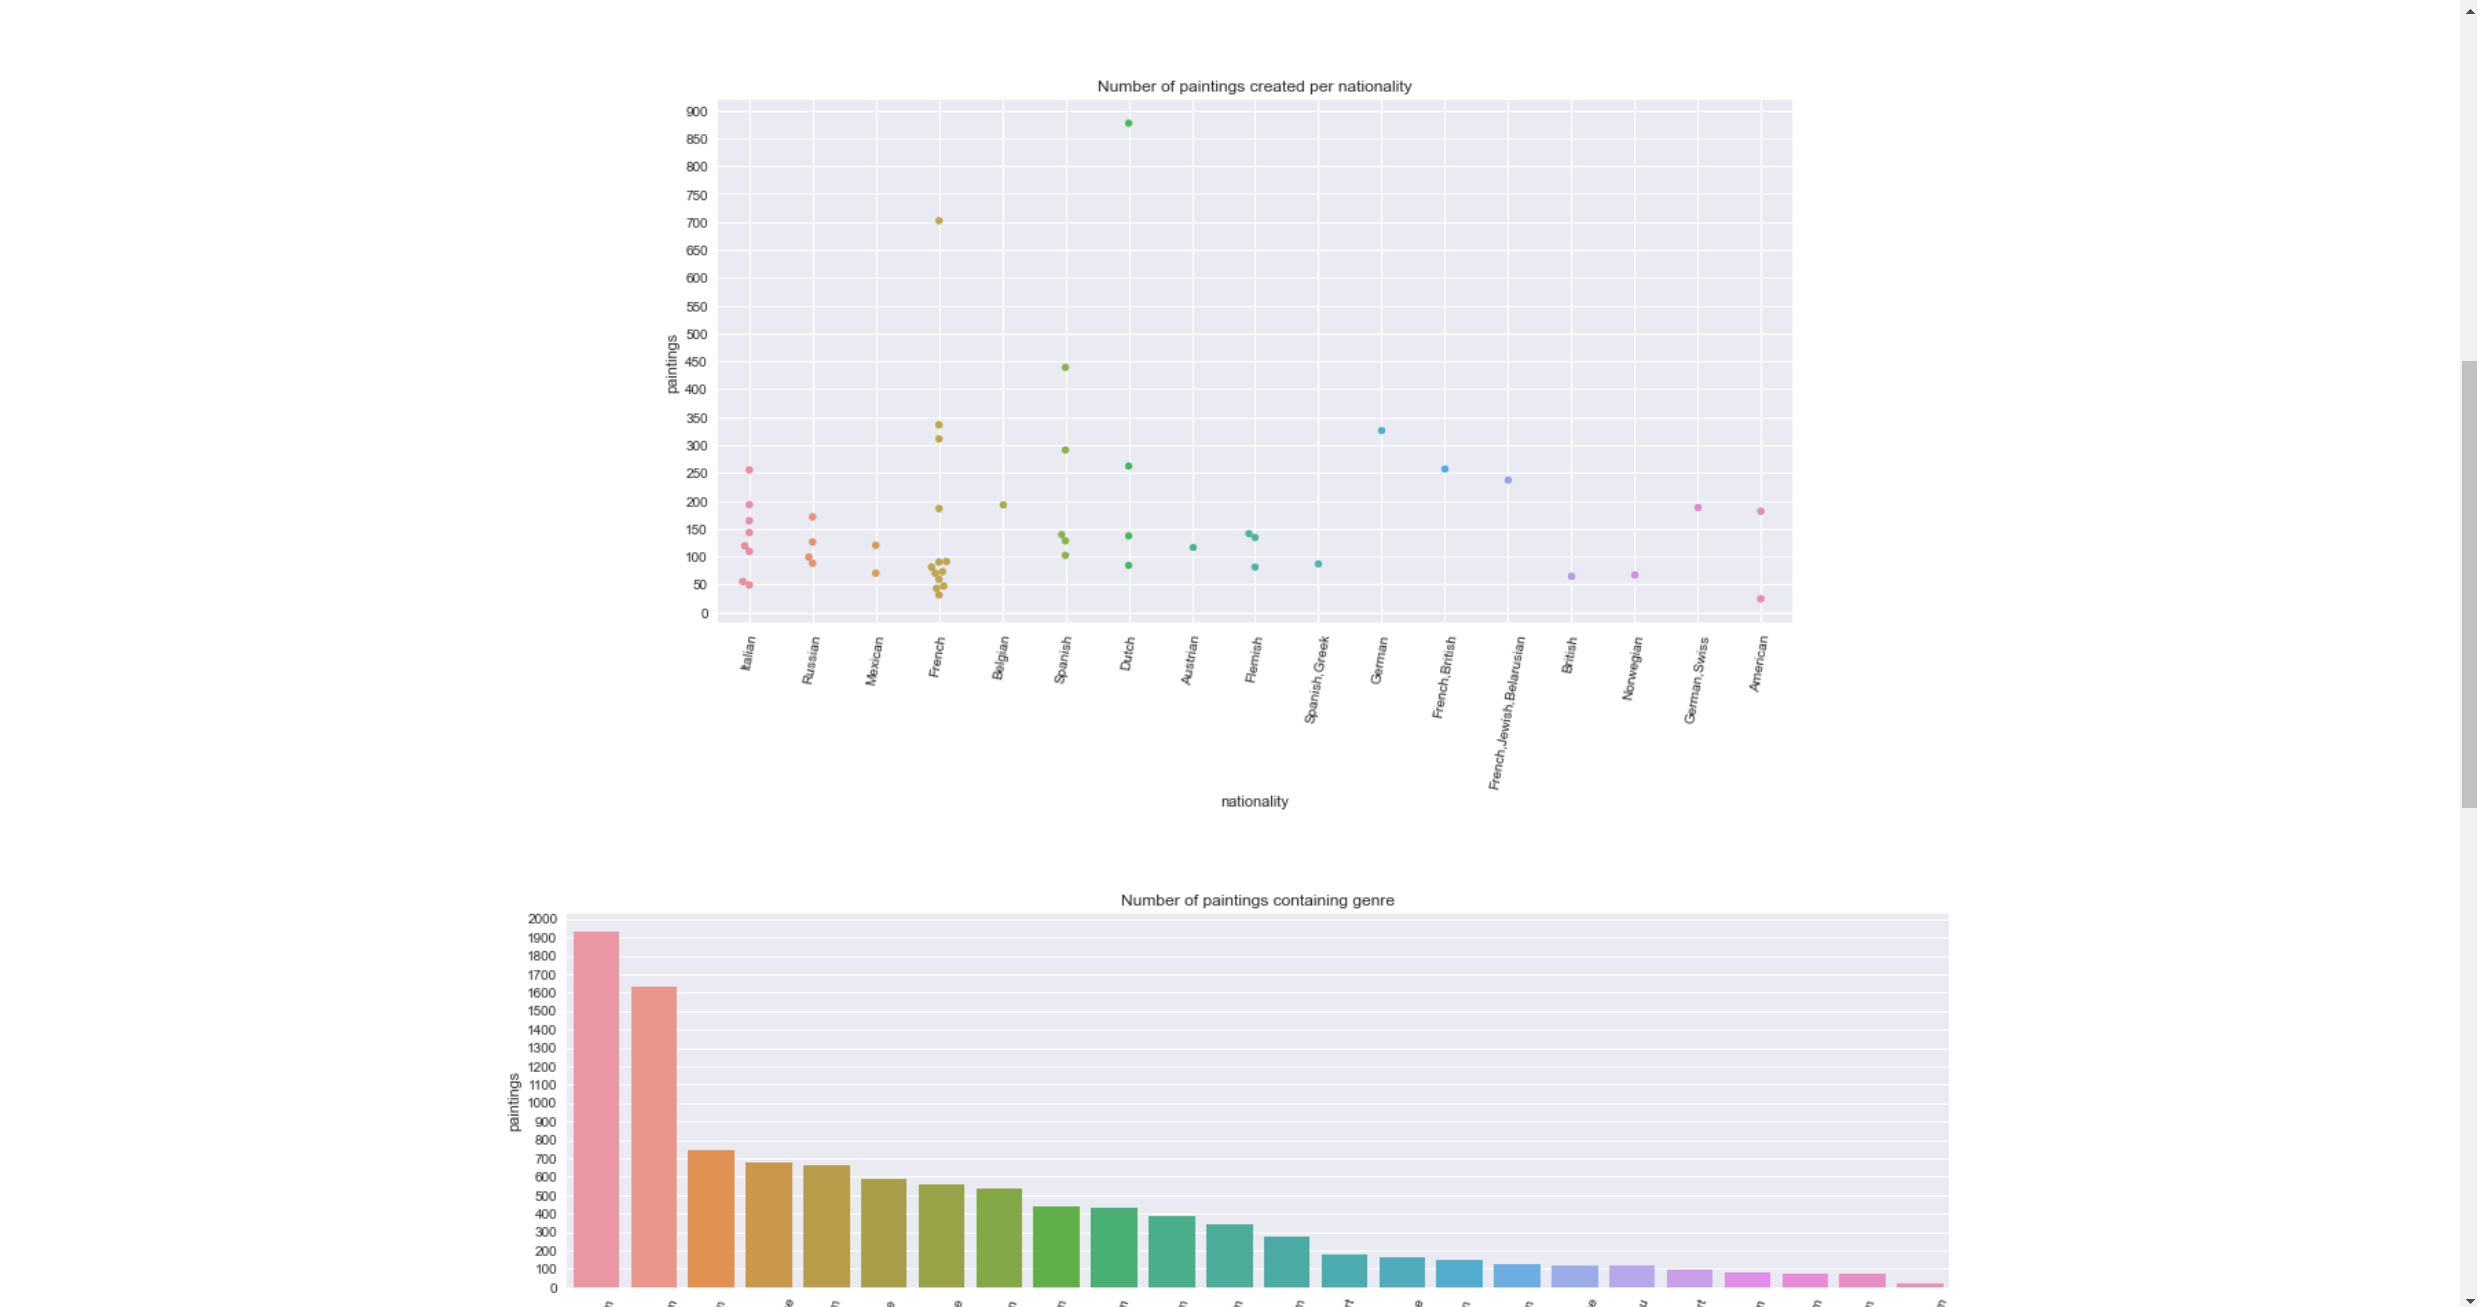 Number of paintings created per nationality
900
850
800
750
700
650
600
550
500
450
400
350
300
250
200
150
100
50
0
paintings
Italian
Russian
Mexican
French
Belgian
Spanish
Dutch
Austrian
Flemish
Spanish,Greek
German
French,British
French,Jewish,Belarusian
British
Norwegian
German,Swiss
American
nationality
Number of paintings containing genre
2000
1900
1800
1700
1600
1500
1400
1300
1200
1100
1000
900
800
700
600
500
400
300
200
100
0
paintings